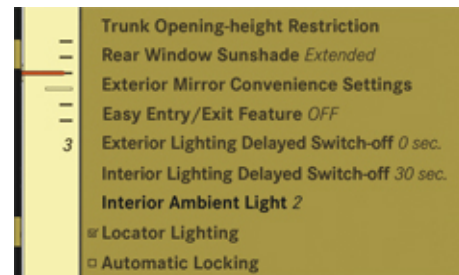 Trunk Opening-height Restriction
Rear Window Sunshade Extended
Exterior Mirror Convenience Settings
Easy Entry/Exit Feature OFF
3 Exterior Lighting Delayed Switch-off 0 sec.
Interior Lighting Delayed Switch-off 30 sec.
Interior Ambient Light 2
Locator Lighting
Automatic Locking